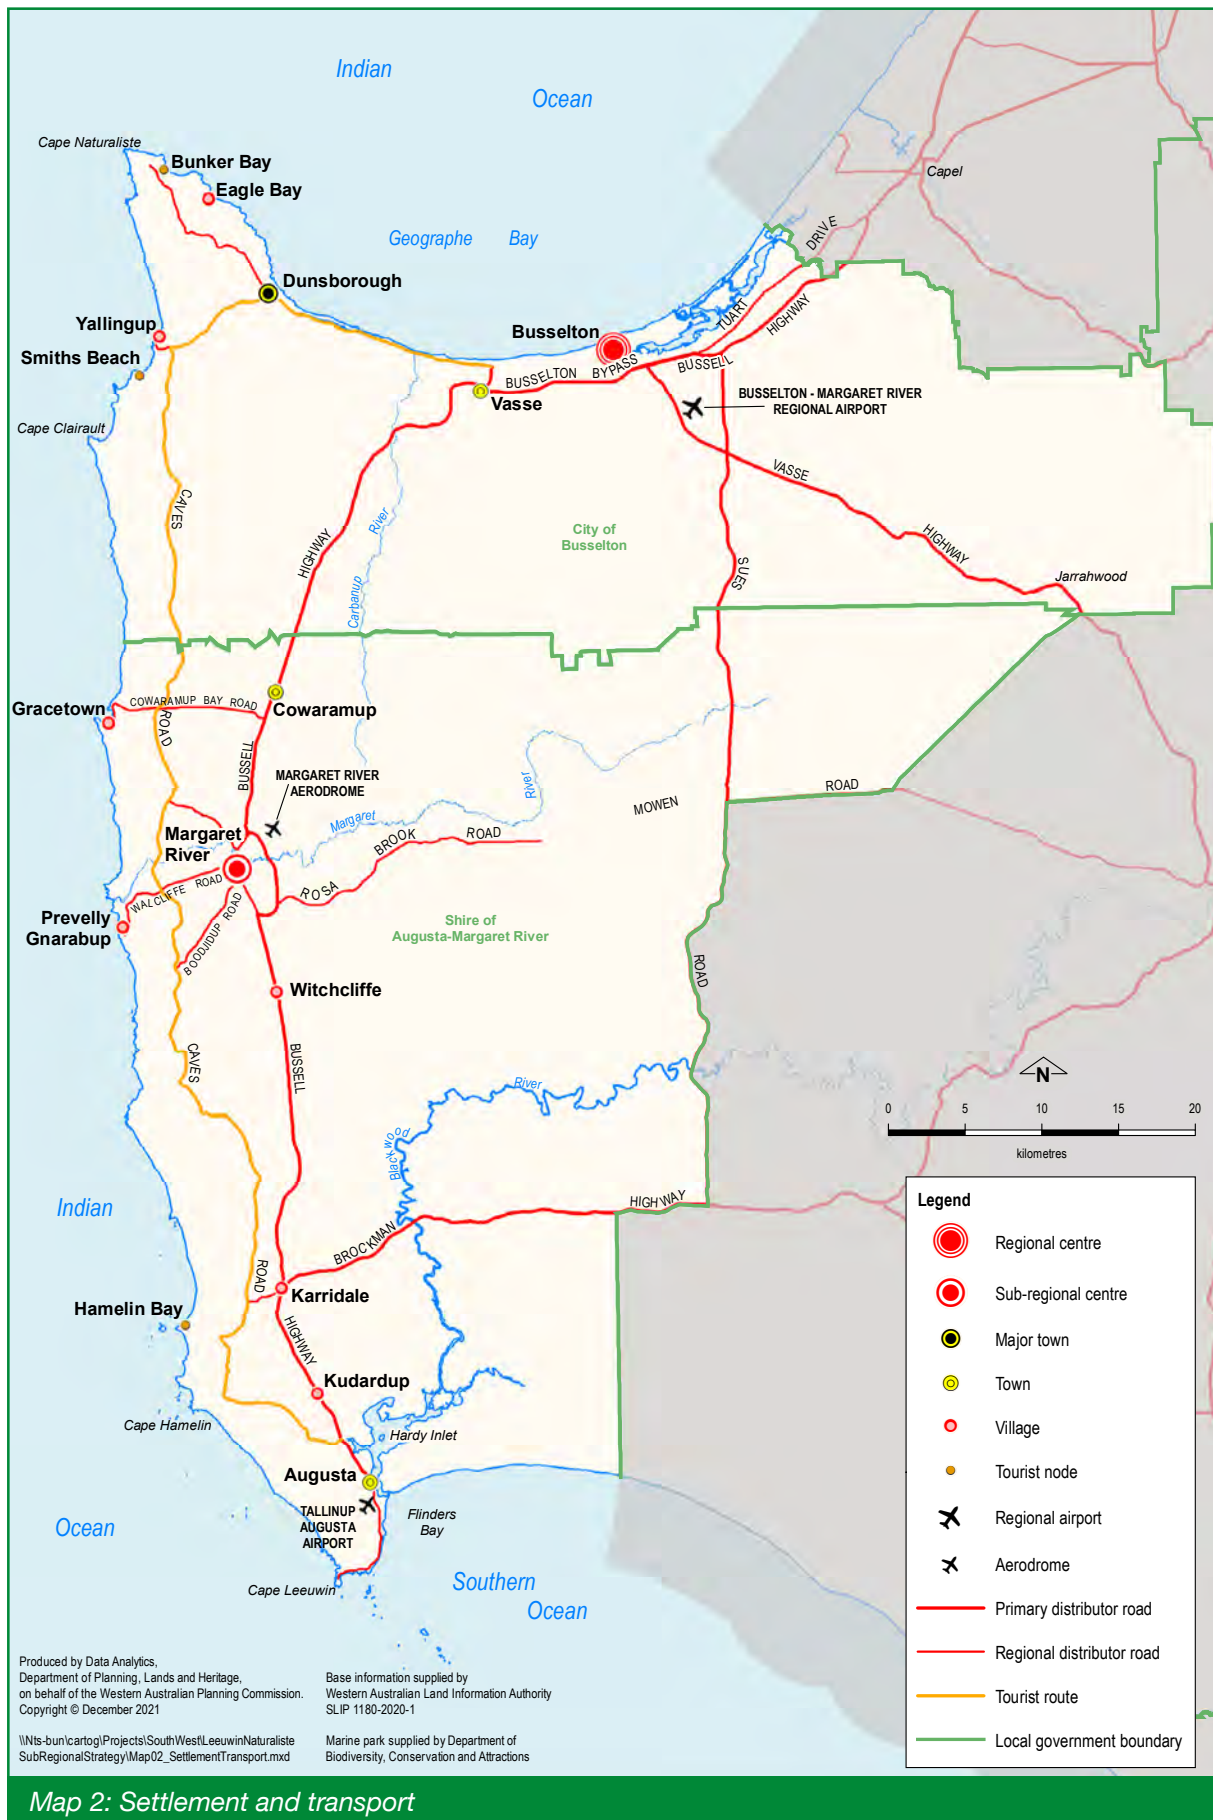 Indian
Ocean
Cape Naturaliste
Bunker Bay
Eagle Bay
Capel
Geographe Bay
DRIVE
Dunsborough
TUART
HIGHWAY
Yallingup
Busselton
Smiths Beach
BUSSELTON BYPASS
BUSSELL
Vasse
BUSSELTON - MARGARET RIVER
REGIONAL AIRPORT
Cape Clairault
VASSE
CAVES
River
City of
Busselton
HIGHWAY
HIGHWAY
SUES
Jarrahwood
Carbanup
Gracetown
COWARAMUP BAY ROAD
Cowaramup
ROAD
BUSSELL
MARGARET RIVER
AERODROME
River
ROAD
MOWEN
Margaret
Margaret
River
BROOK
ROAD
ROSA
WALCLIFFE ROAD
Prevelly
Gnarabup
BOODJIDUP ROAD
Shire of
Augusta-Margaret River
ROAD
Witchcliffe
CAVES
BUSSELL
River
Blackwood
N
0 5 10 15 20
kilometres
Indian
HIGHWAY
BROCKMAN
ROAD
Karridale
Hamelin Bay
HIGHWAY
Kudardup
Cape Hamelin
Hardy Inlet
Augusta
TALLINUP
AUGUSTA
AIRPORT
Flinders
Bay
Ocean
Cape Leeuwin
Southern
Ocean
Legend
Regional centre
Sub-regional centre
Major town
Town
Village
Tourist node
Regional airport
Aerodrome
Primary distributor road
Regional distributor road
Tourist route
Local government boundary
Produced by Data Analytics,
Department of Planning, Lands and Heritage,
on behalf of the Western Australian Planning Commission.
Copyright © December 2021
\\Nts-bun\cartog\Projects\SouthWest\LeeuwinNaturaliste
SubRegionalStrategy\Map02_SettlementTransport.mxd
Base information supplied by
Western Australian Land Information Authority
SLIP 1180-2020-1
Marine park supplied by Department of
Biodiversity, Conservation and Attractions
Map 2: Settlement and transport